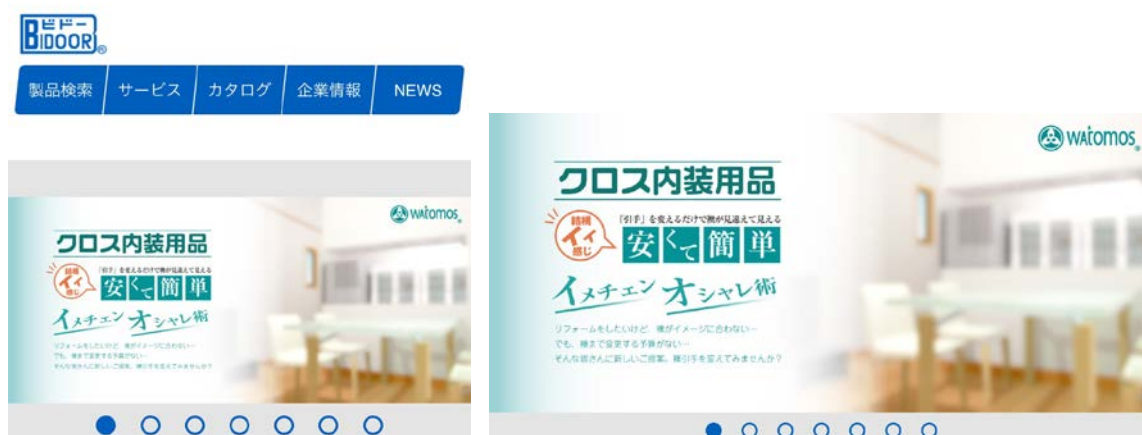 ビドー
BIDOOR®
製品検索 サービス カタログ 企業情報 NEWS
watomos
クロス内装用品
結構
イイ
感じ
「引手」を変えるだけで襖が見違えて見える
安くて簡単
イメチェン オシャレ術
リフォームをしたいけど、襖がイメージに合わない…
でも、襖まで変更する予算がない…
そんな皆さんに新しいご提案。襖引手を変えてみませんか?
watomos
クロス内装用品
結構
イイ
感じ
「引手」を変えるだけで襖が見違えて見える
安くて簡単
イメチェン オシャレ術
リフォームをしたいけど、襖がイメージに合わない…
でも、襖まで変更する予算がない…
そんな皆さんに新しいご提案。襖引手を変えてみませんか?